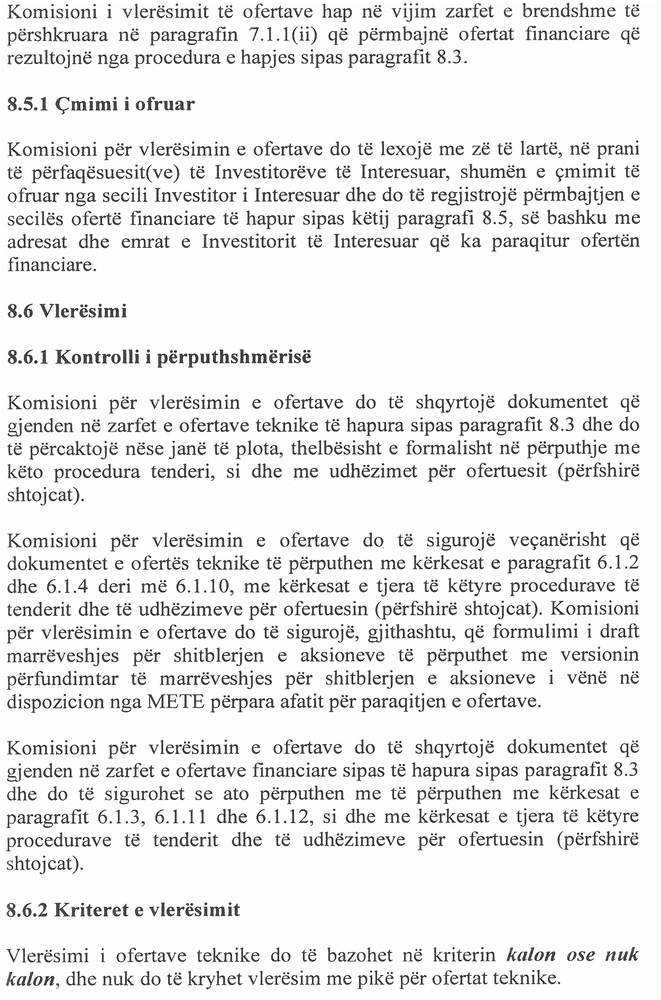 Komisioni i vlerësimit të ofertave hap në vijim zarfet e brendshme të
përshkruara në paragrafin 7.1.1(ii) që përmbajnë ofertat financiare që
rezultojnë nga procedura e hapjes sipas paragrafit 8.3.
8.5.1 Çmimi i ofruar
Komisioni për vlerësimin e ofertave do të lexojë me zë të lartë, në prani
të përfaqësuesit(ve) të Investitorëve të Interesuar, shumën e çmimit të
ofruar nga secili Investitor i Interesuar dhe do të regjistrojë përmbajtjen e
secilës ofertë financiare të hapur sipas këtij paragrafi 8.5, së bashku me
adresat dhe emrat e Investitorit të Interesuar që ka paraqitur ofertën
financiare.
8.6 Vlerësimi
8.6.1 Kontrolli i përputhshmërisë
Komisioni për vlerësimin e ofertave do të shqyrtojë dokumentet që
gjenden në zarfet e ofertave teknike të hapura sipas paragrafit 8.3 dhe do
të përcaktojë nëse janë të plota, thelbësisht e formalisht në përputhje me
këto procedura tenderi, si dhe me udhëzimet për ofertuesit (përfshirë
shtojcat).
Komisioni për vlerësimin e ofertave do të sigurojë veçanërisht që
dokumentet e ofertës teknike të përputhen me kërkesat e paragrafit 6.1.2
dhe 6.1.4 deri më 6.1.10, me kërkesat e tjera të këtyre procedurave të
tenderit dhe të udhëzimeve për ofertuesin (përfshirë shtojcat). Komisioni
për vlerësimin e ofertave do të sigurojë, gjithashtu, që formulimi i draft
marrëveshjes për shitblerjen e aksioneve të përputhet me versionin
përfundimtar të marrëveshjes për shitblerjen e aksioneve i vënë në
dispozicion nga METE përpara afatit për paraqitjen e ofertave.
Komisioni për vlerësimin e ofertave do të shqyrtojë dokumentet që
gjenden në zarfet e ofertave financiare sipas të hapura sipas paragrafit 8.3
dhe do të sigurohet se ato përputhen me të përputhen me kërkesat e
paragrafit 6.1.3, 6.1.11 dhe 6.1.12, si dhe me kërkesat e tjera të këtyre
procedurave të tenderit dhe të udhëzimeve për ofertuesin (përfshirë
shtojcat).
8.6.2 Kriteret e vlerësimit
Vlerësimi i ofertave teknike do të bazohet në kriterin kalon ose nuk
kalon, dhe nuk do të kryhet vlerësim me pikë për ofertat teknike.